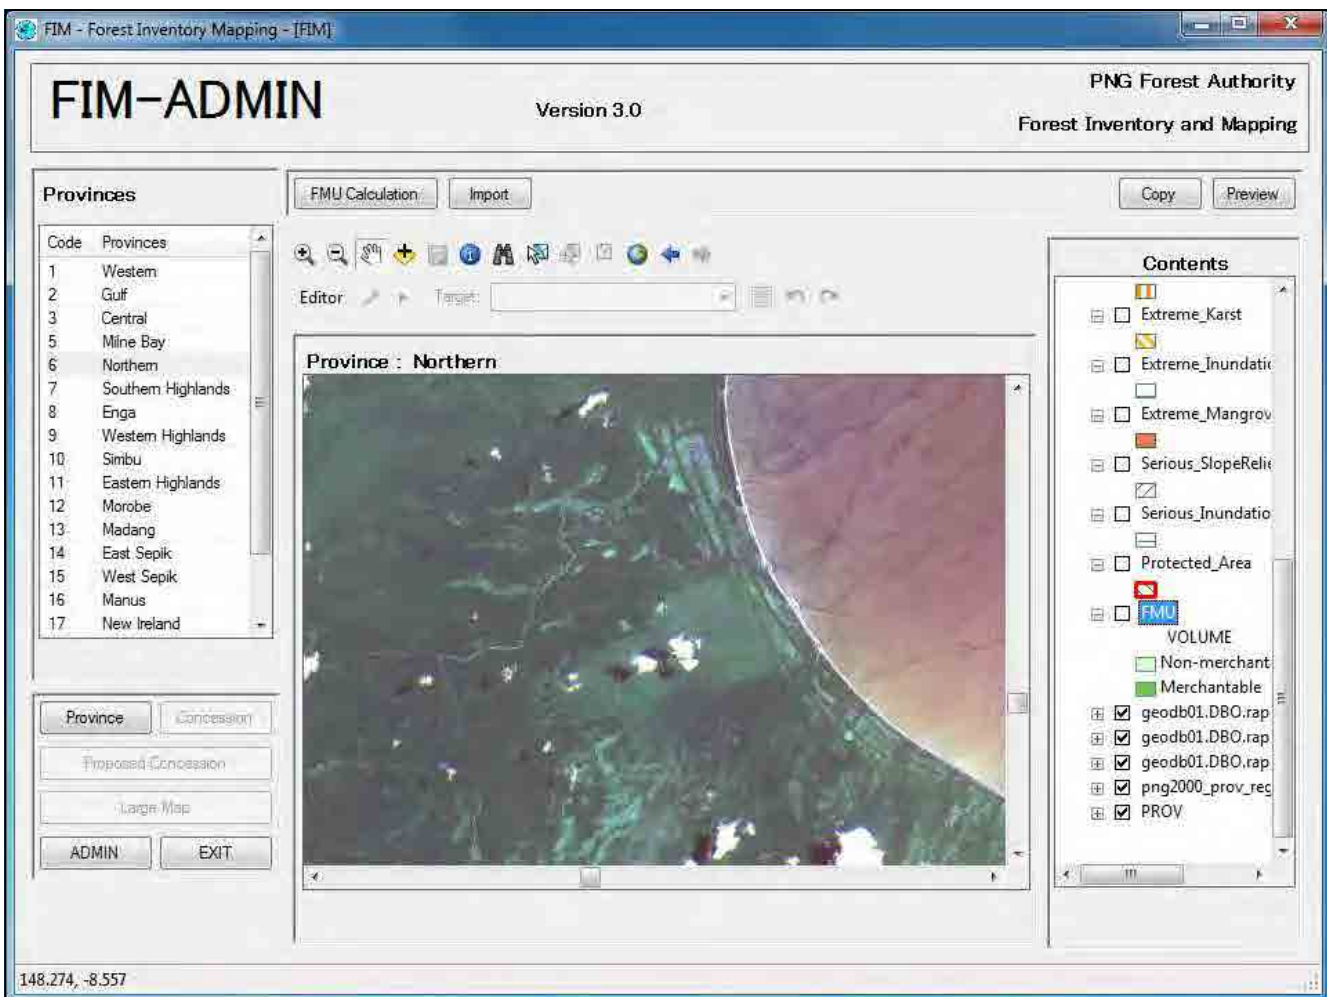 FIM - Forest Inventory Mapping - [FIM]
FIM-ADMIN
Version 3.0
PNG Forest Authority
Forest Inventory and Mapping
Provinces
Code Provinces
1 Western
2 Gulf
3 Central
5 Milne Bay
6 Northern
7 Southern Highlands
8 Enga
9 Western Highlands
10 Simbu
11 Eastern Highlands
12 Morobe
13 Madang
14 East Sepik
15 West Sepik
16 Manus
17 New Ireland
Province Concession
Proposed Concession
Large Map
ADMIN EXIT
FMU Calculation Import Copy Preview
Editor Target:
Province : Northern
Contents
Extreme_Karst
Extreme_Inundatic
Extreme_Mangrov
Serious_SlopeRelie
Serious_Inundatio
Protected_Area
FMU
VOLUME
Non-merchant
Merchantable
geodb01.DBO.rap
geodb01.DBO.rap
geodb01.DBO.rap
png2000_prov_reg
PROV
148.274, -8.557